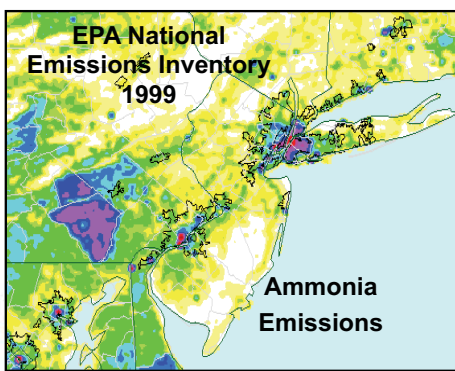 EPA National
Emissions Inventory
1999
Ammonia
Emissions